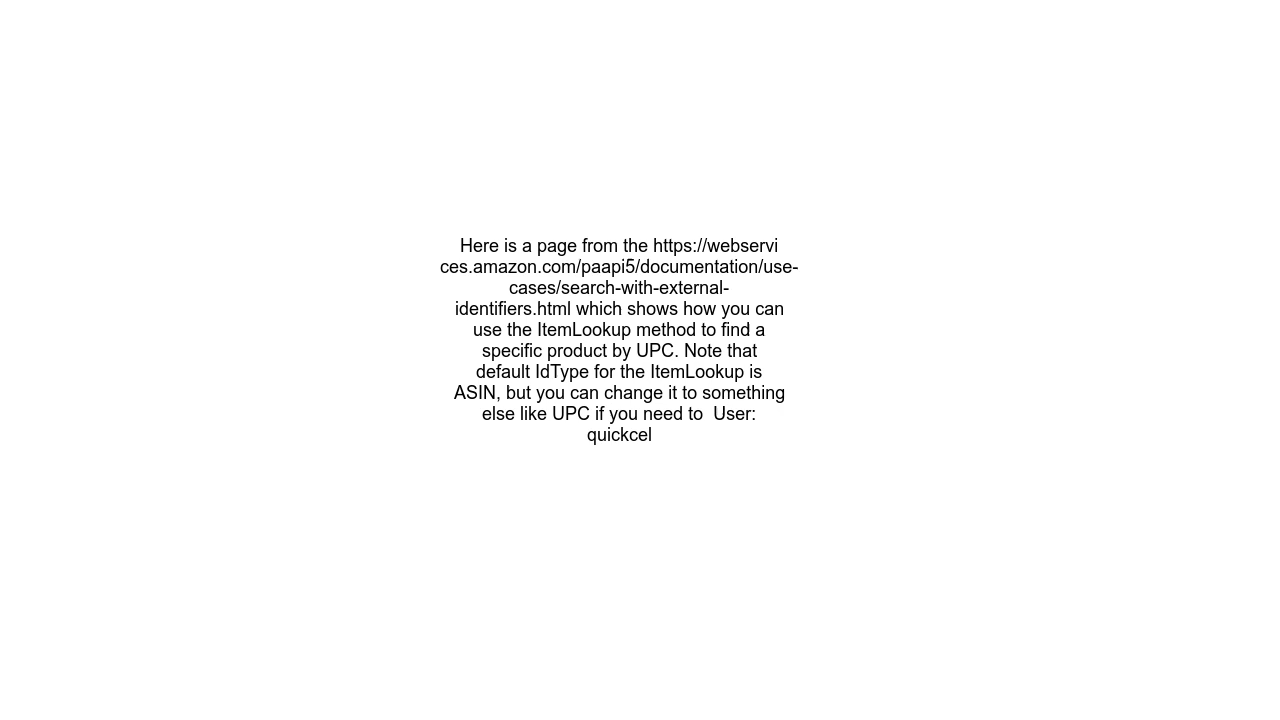 Here is a page from the https://webservi
ces.amazon.com/paapi5/documentation/use-
cases/search-with-external-
identifiers.html which shows how you can
use the ItemLookup method to find a
specific product by UPC. Note that
default IdType for the ItemLookup is
ASIN, but you can change it to something
else like UPC if you need to  User:
quickcel